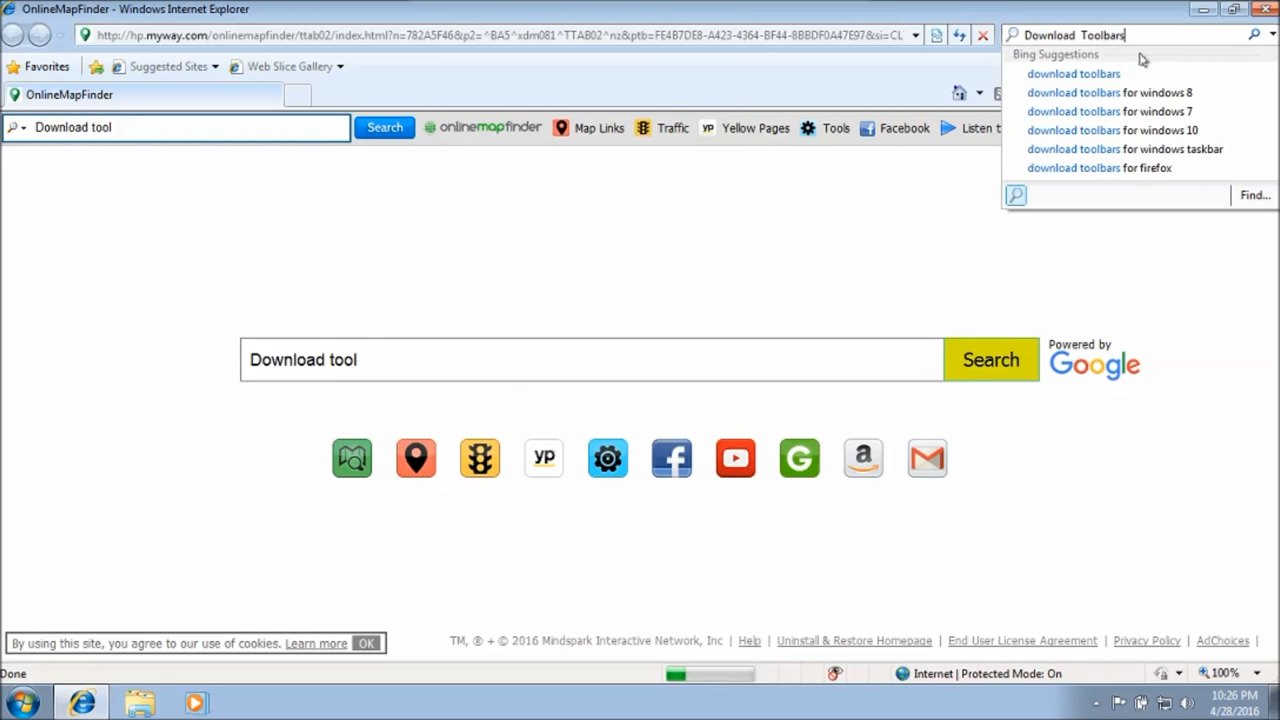 OnlineMapFinder - Windows Internet Explorer
http://hp.myway.com/onlinemapfinder/ttab02/index.html?n=782A5F46&p2=^BA5^xdm081^TTAB02^nz&ptb=FE4B7DE8-A423-4364-BF44-8BBDF0A47E97&si=CL
Download  Toolbars
Bing Suggestions
download toolbars
download toolbars for windows 8
download toolbars for windows 7
download toolbars for windows 10
download toolbars for windows taskbar
download toolbars for firefox
Find...
Favorites
Suggested Sites
Web Slice Gallery
OnlineMapFinder
Download tool
Search
onlinemapfinder
Map Links
Traffic
yp
Yellow Pages
Tools
Facebook
Listen t
Download tool
Search
Powered by
Google
yp
G
a
By using this site, you agree to our use of cookies. Learn more OK
TM, ® + © 2016 Mindspark Interactive Network, Inc | Help | Uninstall & Restore Homepage | End User License Agreement | Privacy Policy | AdChoices |
Done
Internet | Protected Mode: On
100%
10:26 PM
4/28/2016